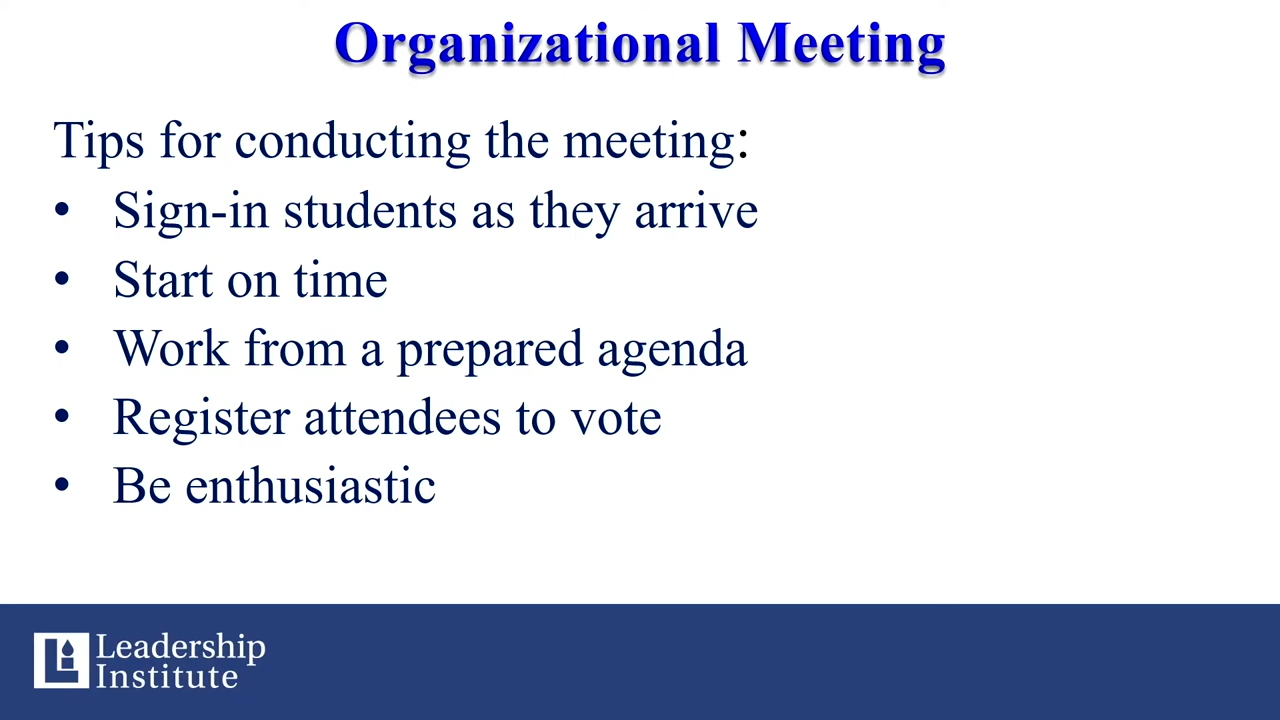 Organizational Meeting
Tips for conducting the meeting:
• Sign-in students as they arrive
• Start on time
• Work from a prepared agenda
• Register attendees to vote
• Be enthusiastic
Leadership
Institute